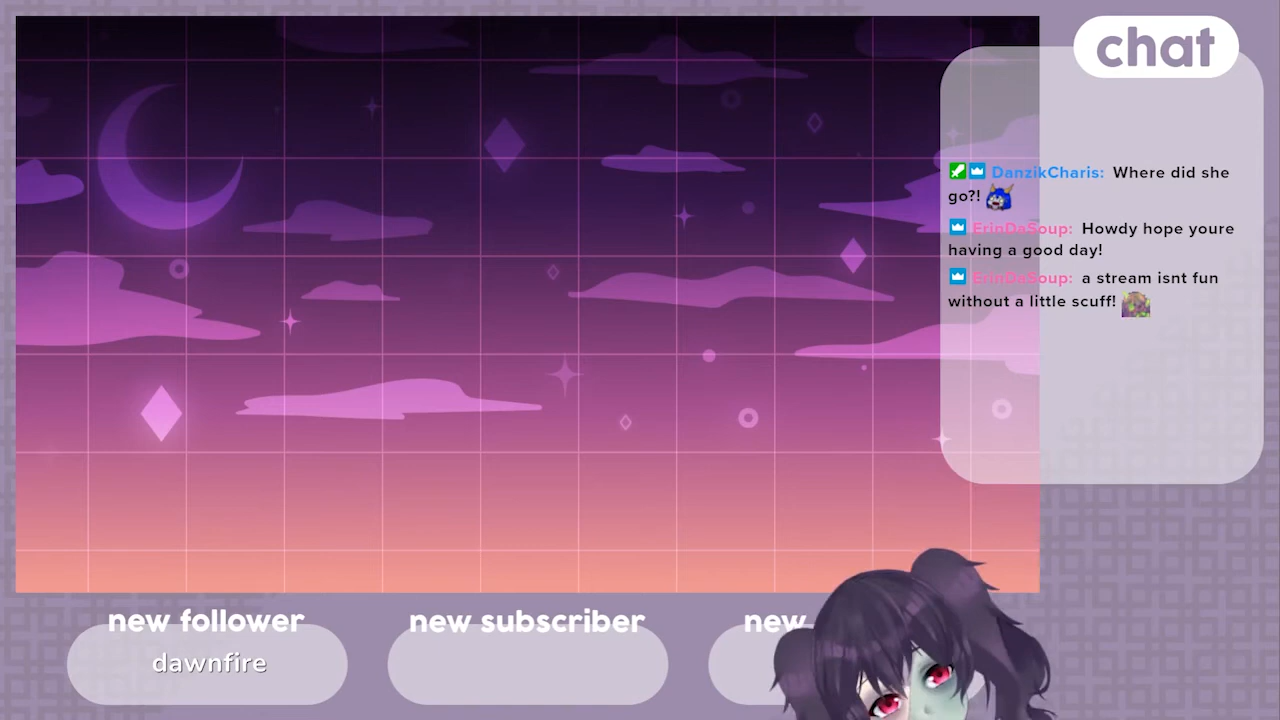 chat
DanzikCharis: Where did she
go?!
ErinDaSoup: Howdy hope youre
having a good day!
ErinDaSoup: a stream isnt fun
without a little scuff!
new follower
new subscriber
new
dawnfire